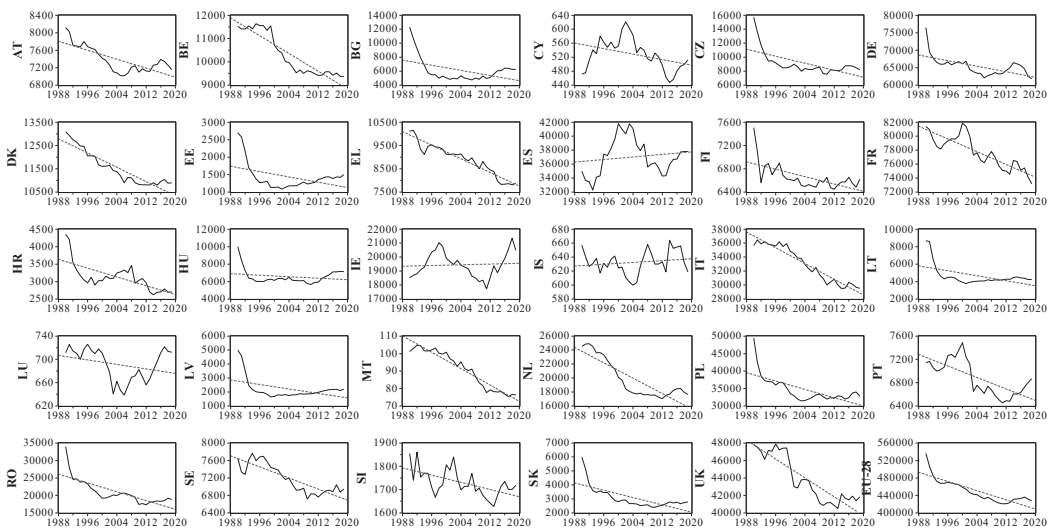 AT
8400
7800
7200
6600
1988 1996 2004 2012 2020
BE
12000
11000
10000
9000
1988 1996 2004 2012 2020
BG
14000
12000
10000
8000
6000
4000
1988 1996 2004 2012 2020
CY
640
600
560
520
480
440
1988 1996 2004 2012 2020
CZ
16000
14000
12000
10000
8000
6000
1988 1996 2004 2012 2020
DE
80000
75000
70000
65000
60000
1988 1996 2004 2012 2020
DK
13500
12500
11500
10500
1988 1996 2004 2012 2020
EE
3000
2500
2000
1500
1000
1988 1996 2004 2012 2020
EL
10500
9500
8500
7500
1988 1996 2004 2012 2020
ES
42000
40000
38000
36000
34000
32000
1988 1996 2004 2012 2020
FI
7600
7200
6800
6400
1988 1996 2004 2012 2020
FR
82000
80000
78000
76000
74000
72000
1988 1996 2004 2012 2020
HR
4500
4000
3500
3000
2500
1988 1996 2004 2012 2020
HU
12000
10000
8000
6000
4000
1988 1996 2004 2012 2020
IE
22000
21000
20000
19000
18000
17000
1988 1996 2004 2012 2020
IS
680
660
640
620
600
580
1988 1996 2004 2012 2020
IT
38000
36000
34000
32000
30000
28000
1988 1996 2004 2012 2020
LT
10000
8000
6000
4000
2000
1988 1996 2004 2012 2020
LU
740
700
660
620
1988 1996 2004 2012 2020
LV
6000
5000
4000
3000
2000
1000
1988 1996 2004 2012 2020
MT
110
100
90
80
70
1988 1996 2004 2012 2020
NL
26000
24000
22000
20000
18000
16000
1988 1996 2004 2012 2020
PL
50000
45000
40000
35000
30000
1988 1996 2004 2012 2020
PT
7600
7200
6800
6400
1988 1996 2004 2012 2020
RO
35000
30000
25000
20000
15000
1988 1996 2004 2012 2020
SE
8000
7600
7200
6800
6400
1988 1996 2004 2012 2020
SI
1900
1800
1700
1600
1988 1996 2004 2012 2020
SK
7000
6000
5000
4000
3000
2000
1988 1996 2004 2012 2020
UK
48000
46000
44000
42000
40000
1988 1996 2004 2012 2020
EU-28
560000
520000
480000
440000
400000
1988 1996 2004 2012 2020